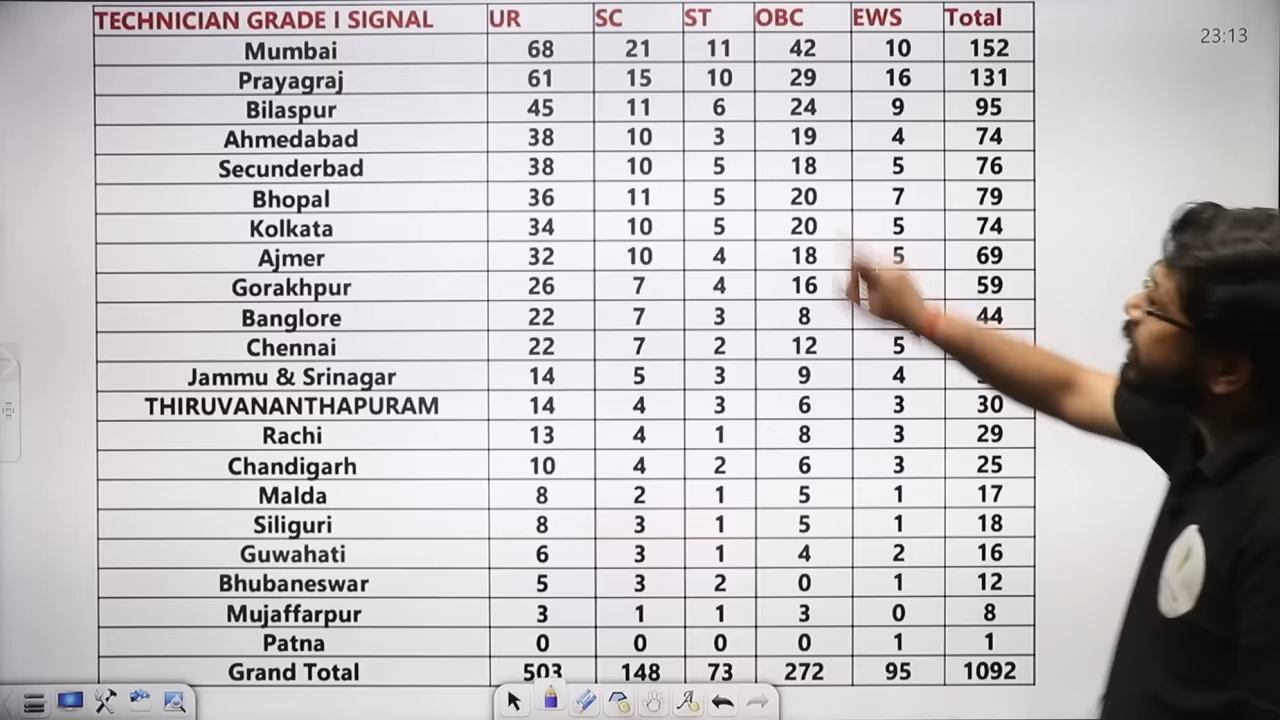 TECHNICIAN GRADE I SIGNAL UR SC ST OBC EWS Total
23:13
Mumbai 68 21 11 42 10 152
Prayagraj 61 15 10 29 16 131
Bilaspur 45 11 6 24 9 95
Ahmedabad 38 10 3 19 4 74
Secunderbad 38 10 5 18 5 76
Bhopal 36 11 5 20 7 79
Kolkata 34 10 5 20 5 74
Ajmer 32 10 4 18 5 69
Gorakhpur 26 7 4 16 59
Banglore 22 7 3 8 44
Chennai 22 7 2 12 5
Jammu & Srinagar 14 5 3 9 4
THIRUVANANTHAPURAM 14 4 3 6 3 30
Rachi 13 4 1 8 3 29
Chandigarh 10 4 2 6 3 25
Malda 8 2 1 5 1 17
Siliguri 8 3 1 5 1 18
Guwahati 6 3 1 4 2 16
Bhubaneswar 5 3 2 0 1 12
Mujaffarpur 3 1 1 3 0 8
Patna 0 0 0 0 1 1
Grand Total 503 148 73 272 95 1092